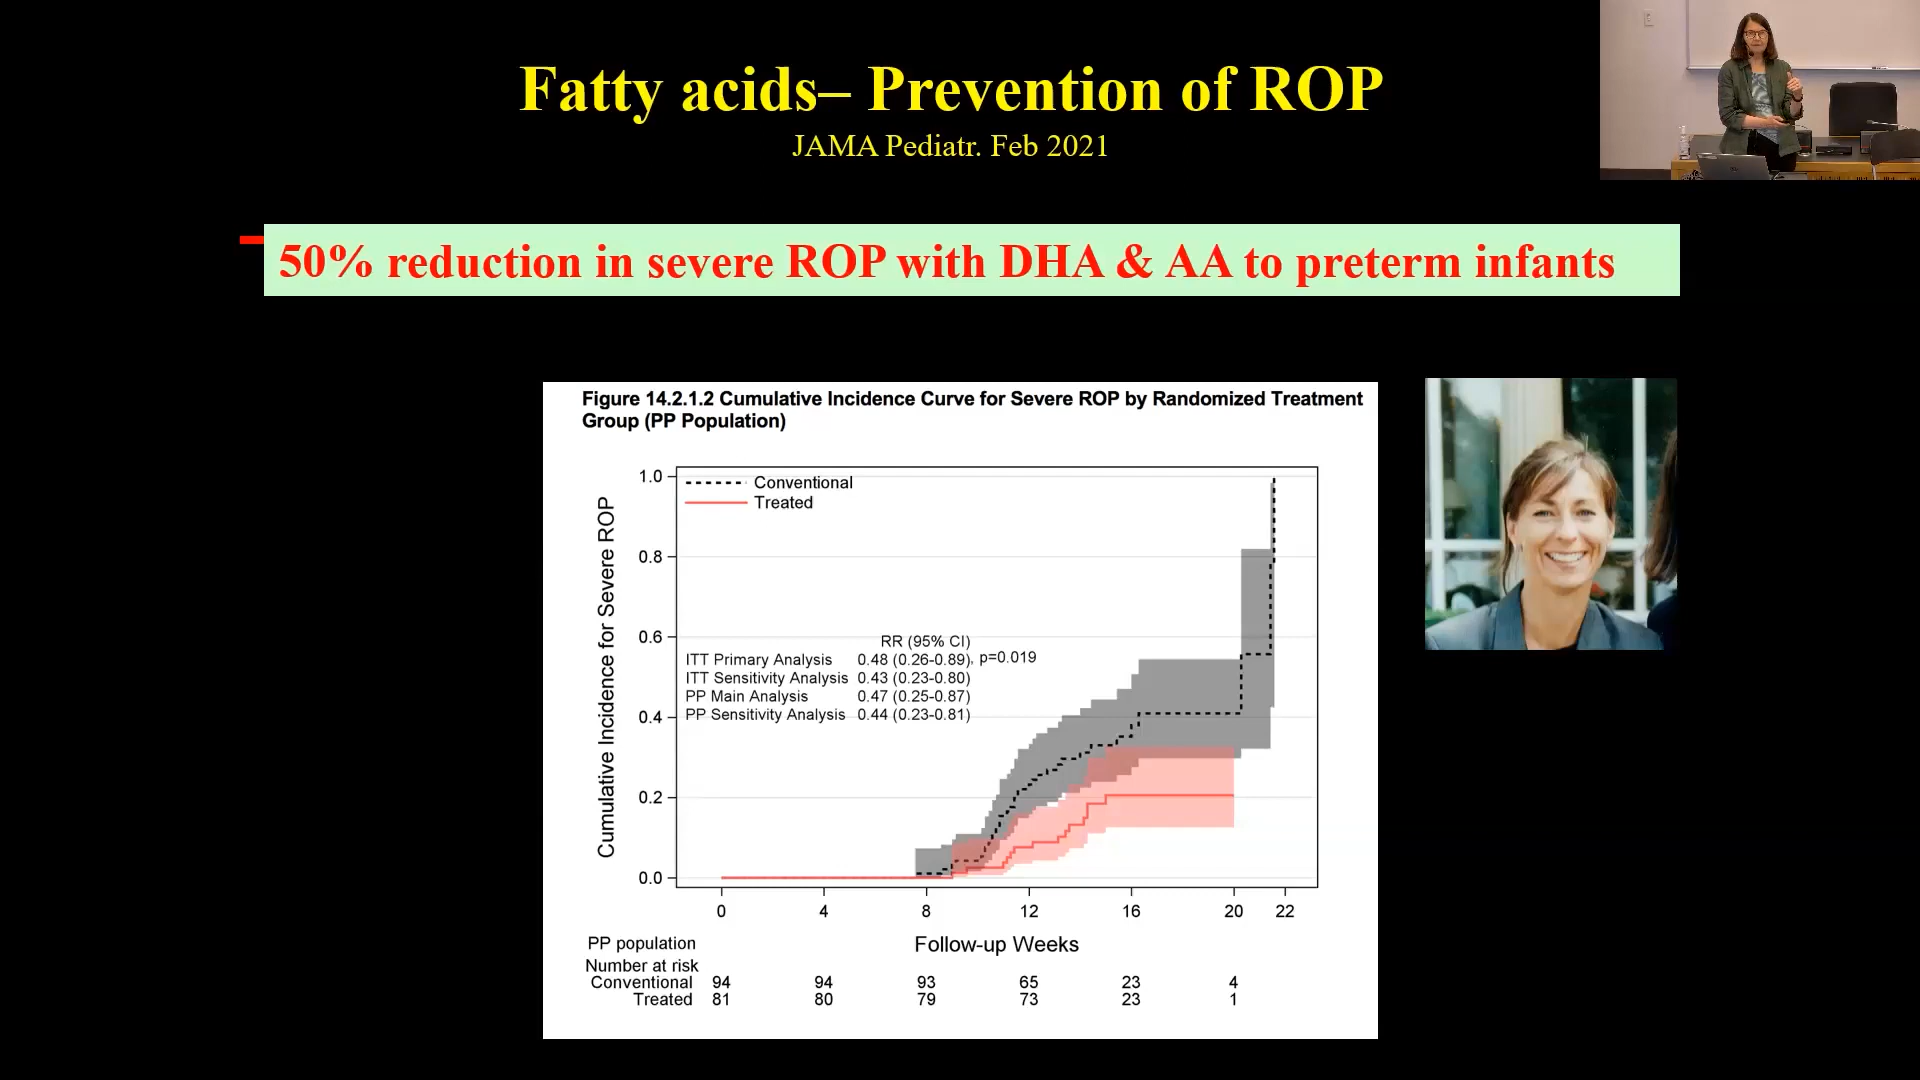 Fatty acids– Prevention of ROP
JAMA Pediatr. Feb 2021
50% reduction in severe ROP with DHA & AA to preterm infants
Figure 14.2.1.2 Cumulative Incidence Curve for Severe ROP by Randomized Treatment
Group (PP Population)
Cumulative Incidence for Severe ROP
1.0
0.8
0.6
0.4
0.2
0.0
Conventional
Treated
RR (95% CI)
ITT Primary Analysis 0.48 (0.26-0.89), p=0.019
ITT Sensitivity Analysis 0.43 (0.23-0.80)
PP Main Analysis 0.47 (0.25-0.87)
PP Sensitivity Analysis 0.44 (0.23-0.81)
0 4 8 12 16 20 22
Follow-up Weeks
PP population
Number at risk
Conventional 94 94 93 65 23 4
Treated 81 80 79 73 23 1